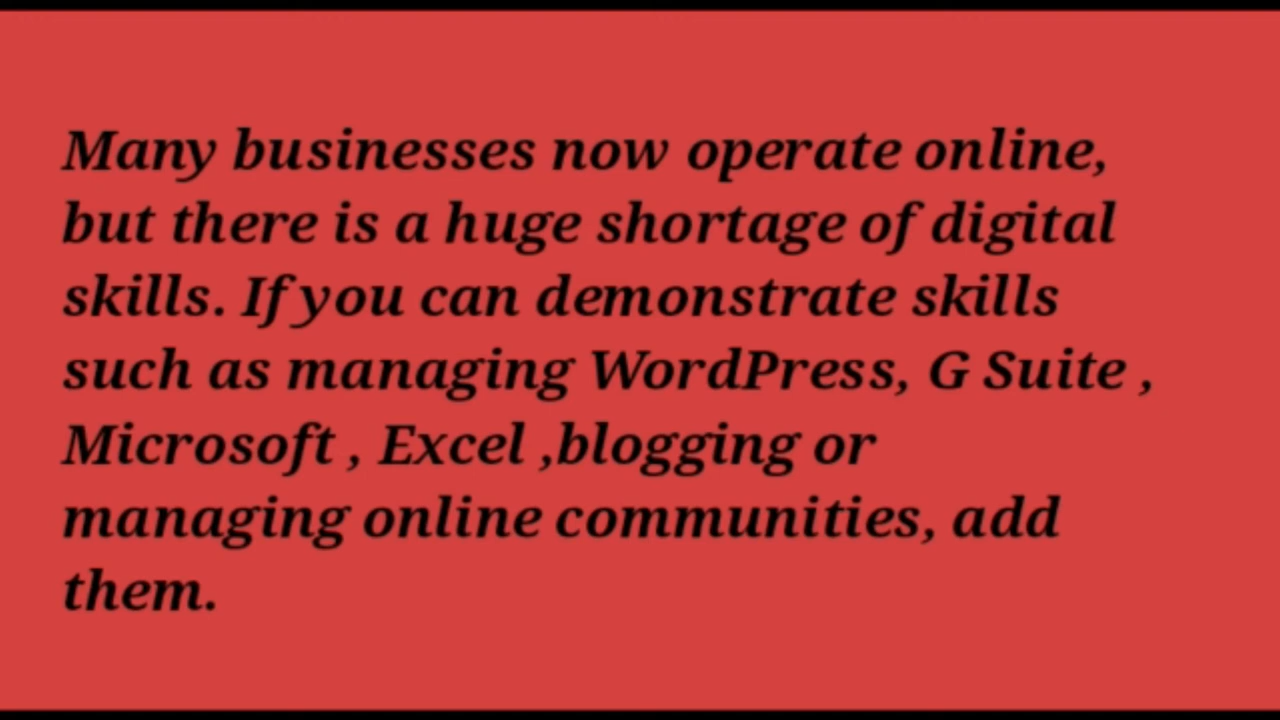 Many businesses now operate online,
but there is a huge shortage of digital
skills. If you can demonstrate skills
such as managing WordPress, G Suite ,
Microsoft , Excel ,blogging or
managing online communities, add
them.